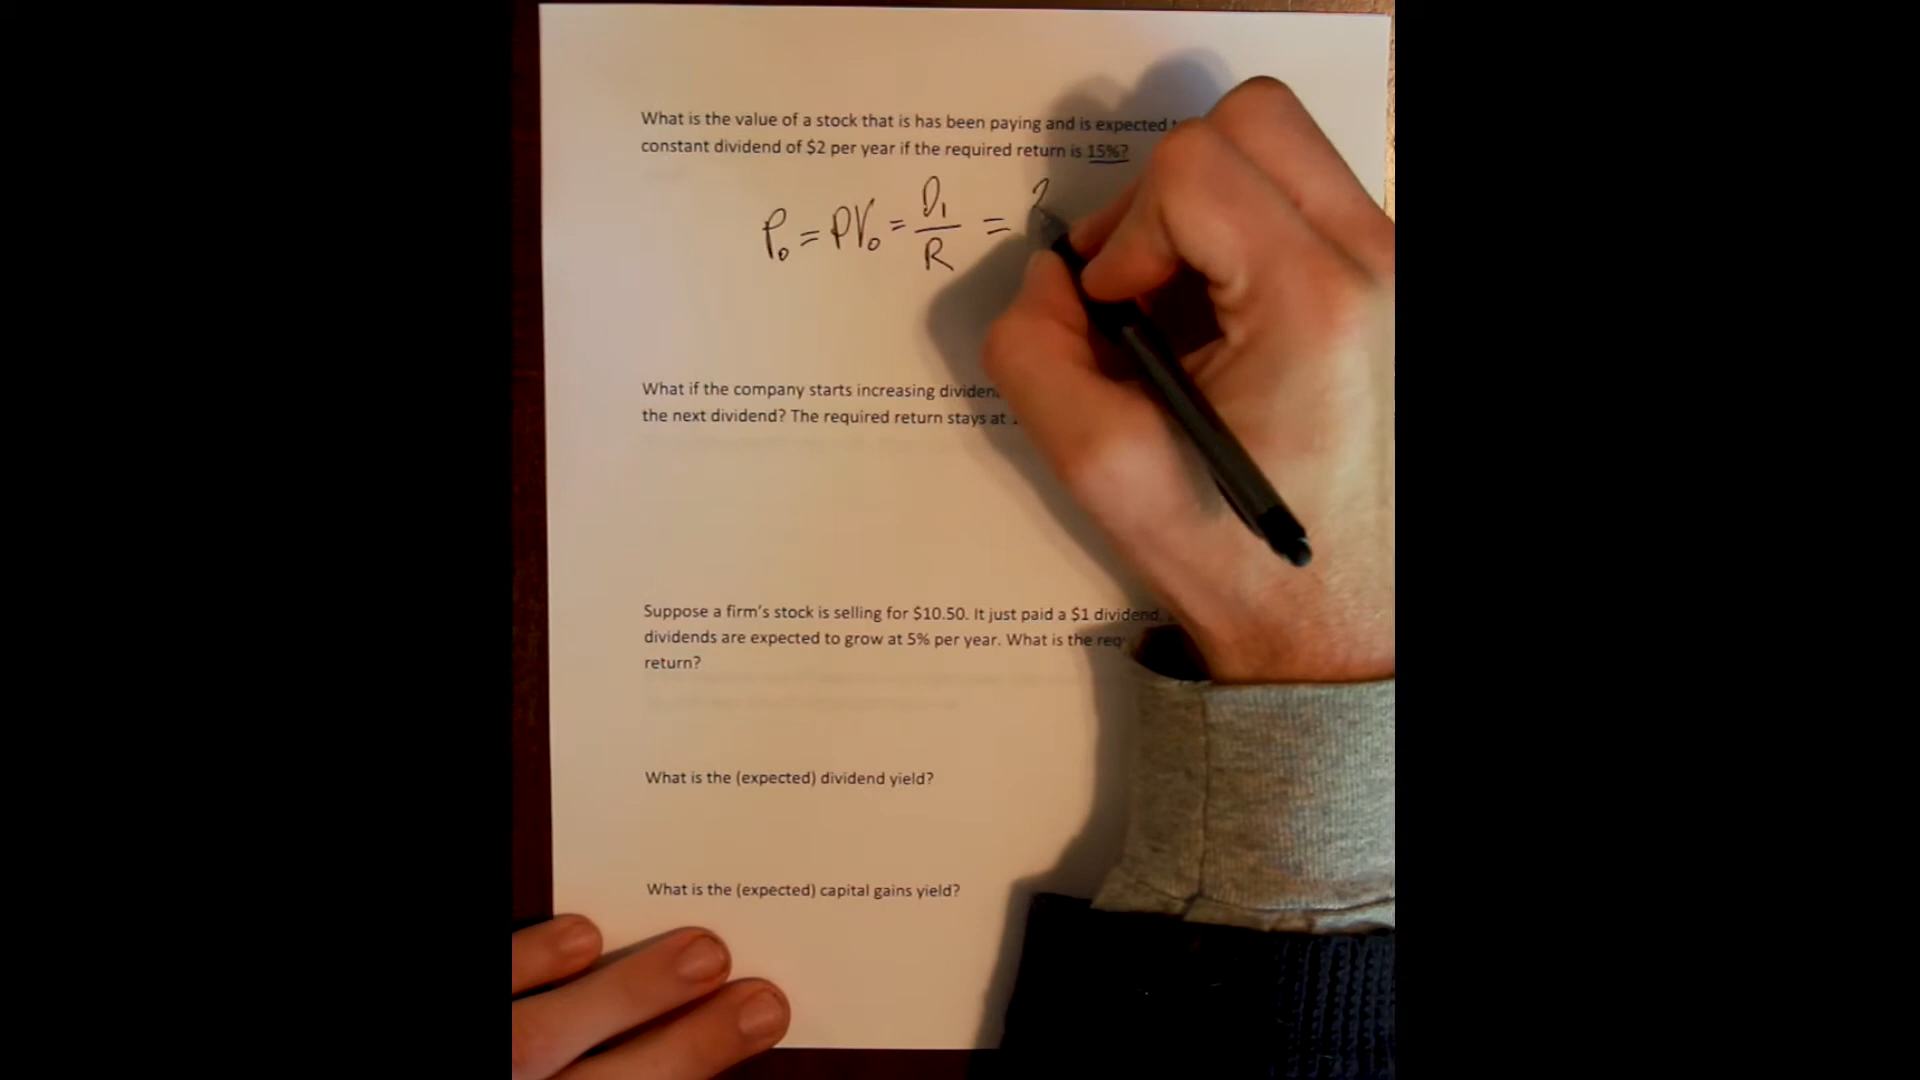 What is the value of a stock that is has been paying and is expected
constant dividend of $2 per year if the required return is 15%?
P₀ = PV₀ = D₁/R = 2
What if the company starts increasing
the next dividend? The required return stays at
Suppose a firm's stock is selling for $10.50. It just paid a $1 dividend,
dividends are expected to grow at 5% per year. What is the
return?
What is the (expected) dividend yield?
What is the (expected) capital gains yield?